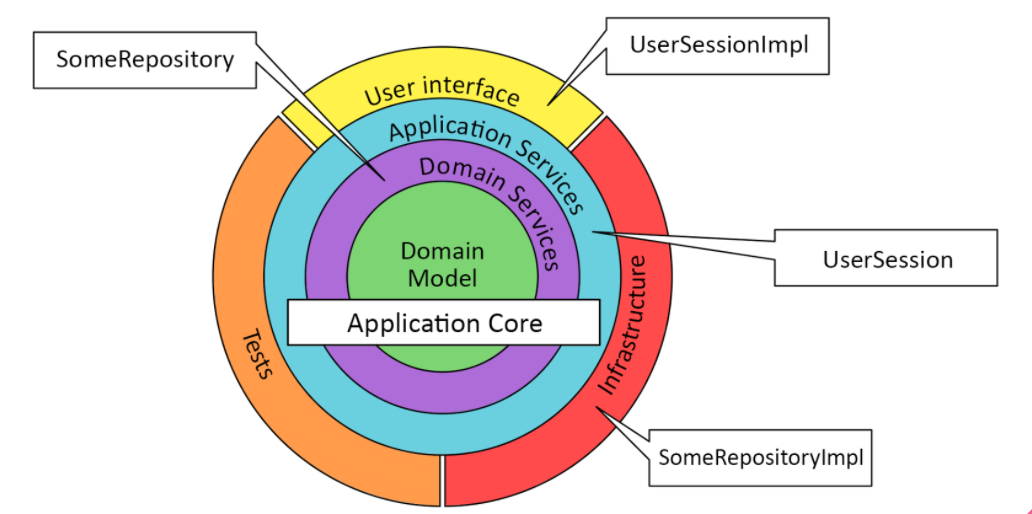 SomeRepository
UserSessionImpl
User interface
Application Services
Domain Services
Domain
Model
UserSession
Application Core
Tests
Infrastructure
SomeRepositoryImpl